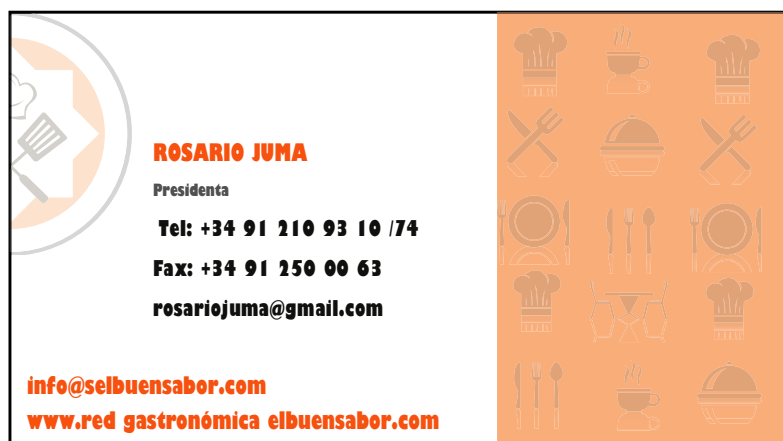 ROSARIO JUMA
Presidenta
Tel: +34 91 210 93 10 /74
Fax: +34 91 250 00 63
rosariojuma@gmail.com
info@selbuensabor.com
www.red gastronómica elbuensabor.com